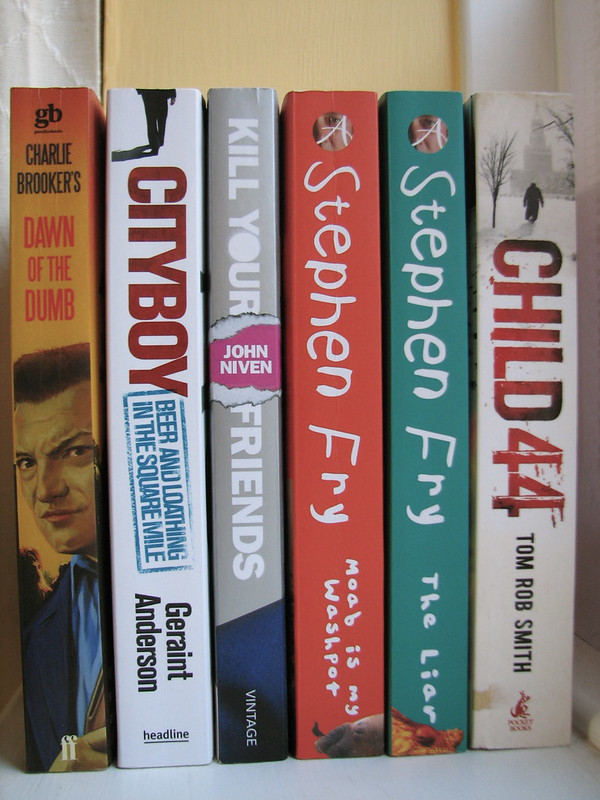 gb
CHARLIE
BROOKER'S
DAWN
OF THE
DUMB
ff
CITYBOY
BEER AND LOATHING
IN THE SQUARE MILE
Geraint
Anderson
headline
KILL YOUR
JOHN
NIVEN
FRIENDS
VINTAGE
A
Stephen Fry
Moab is my
Washpot
A
Stephen Fry
The Liar
CHILD 44
TOM ROB SMITH
POCKET
BOOKS